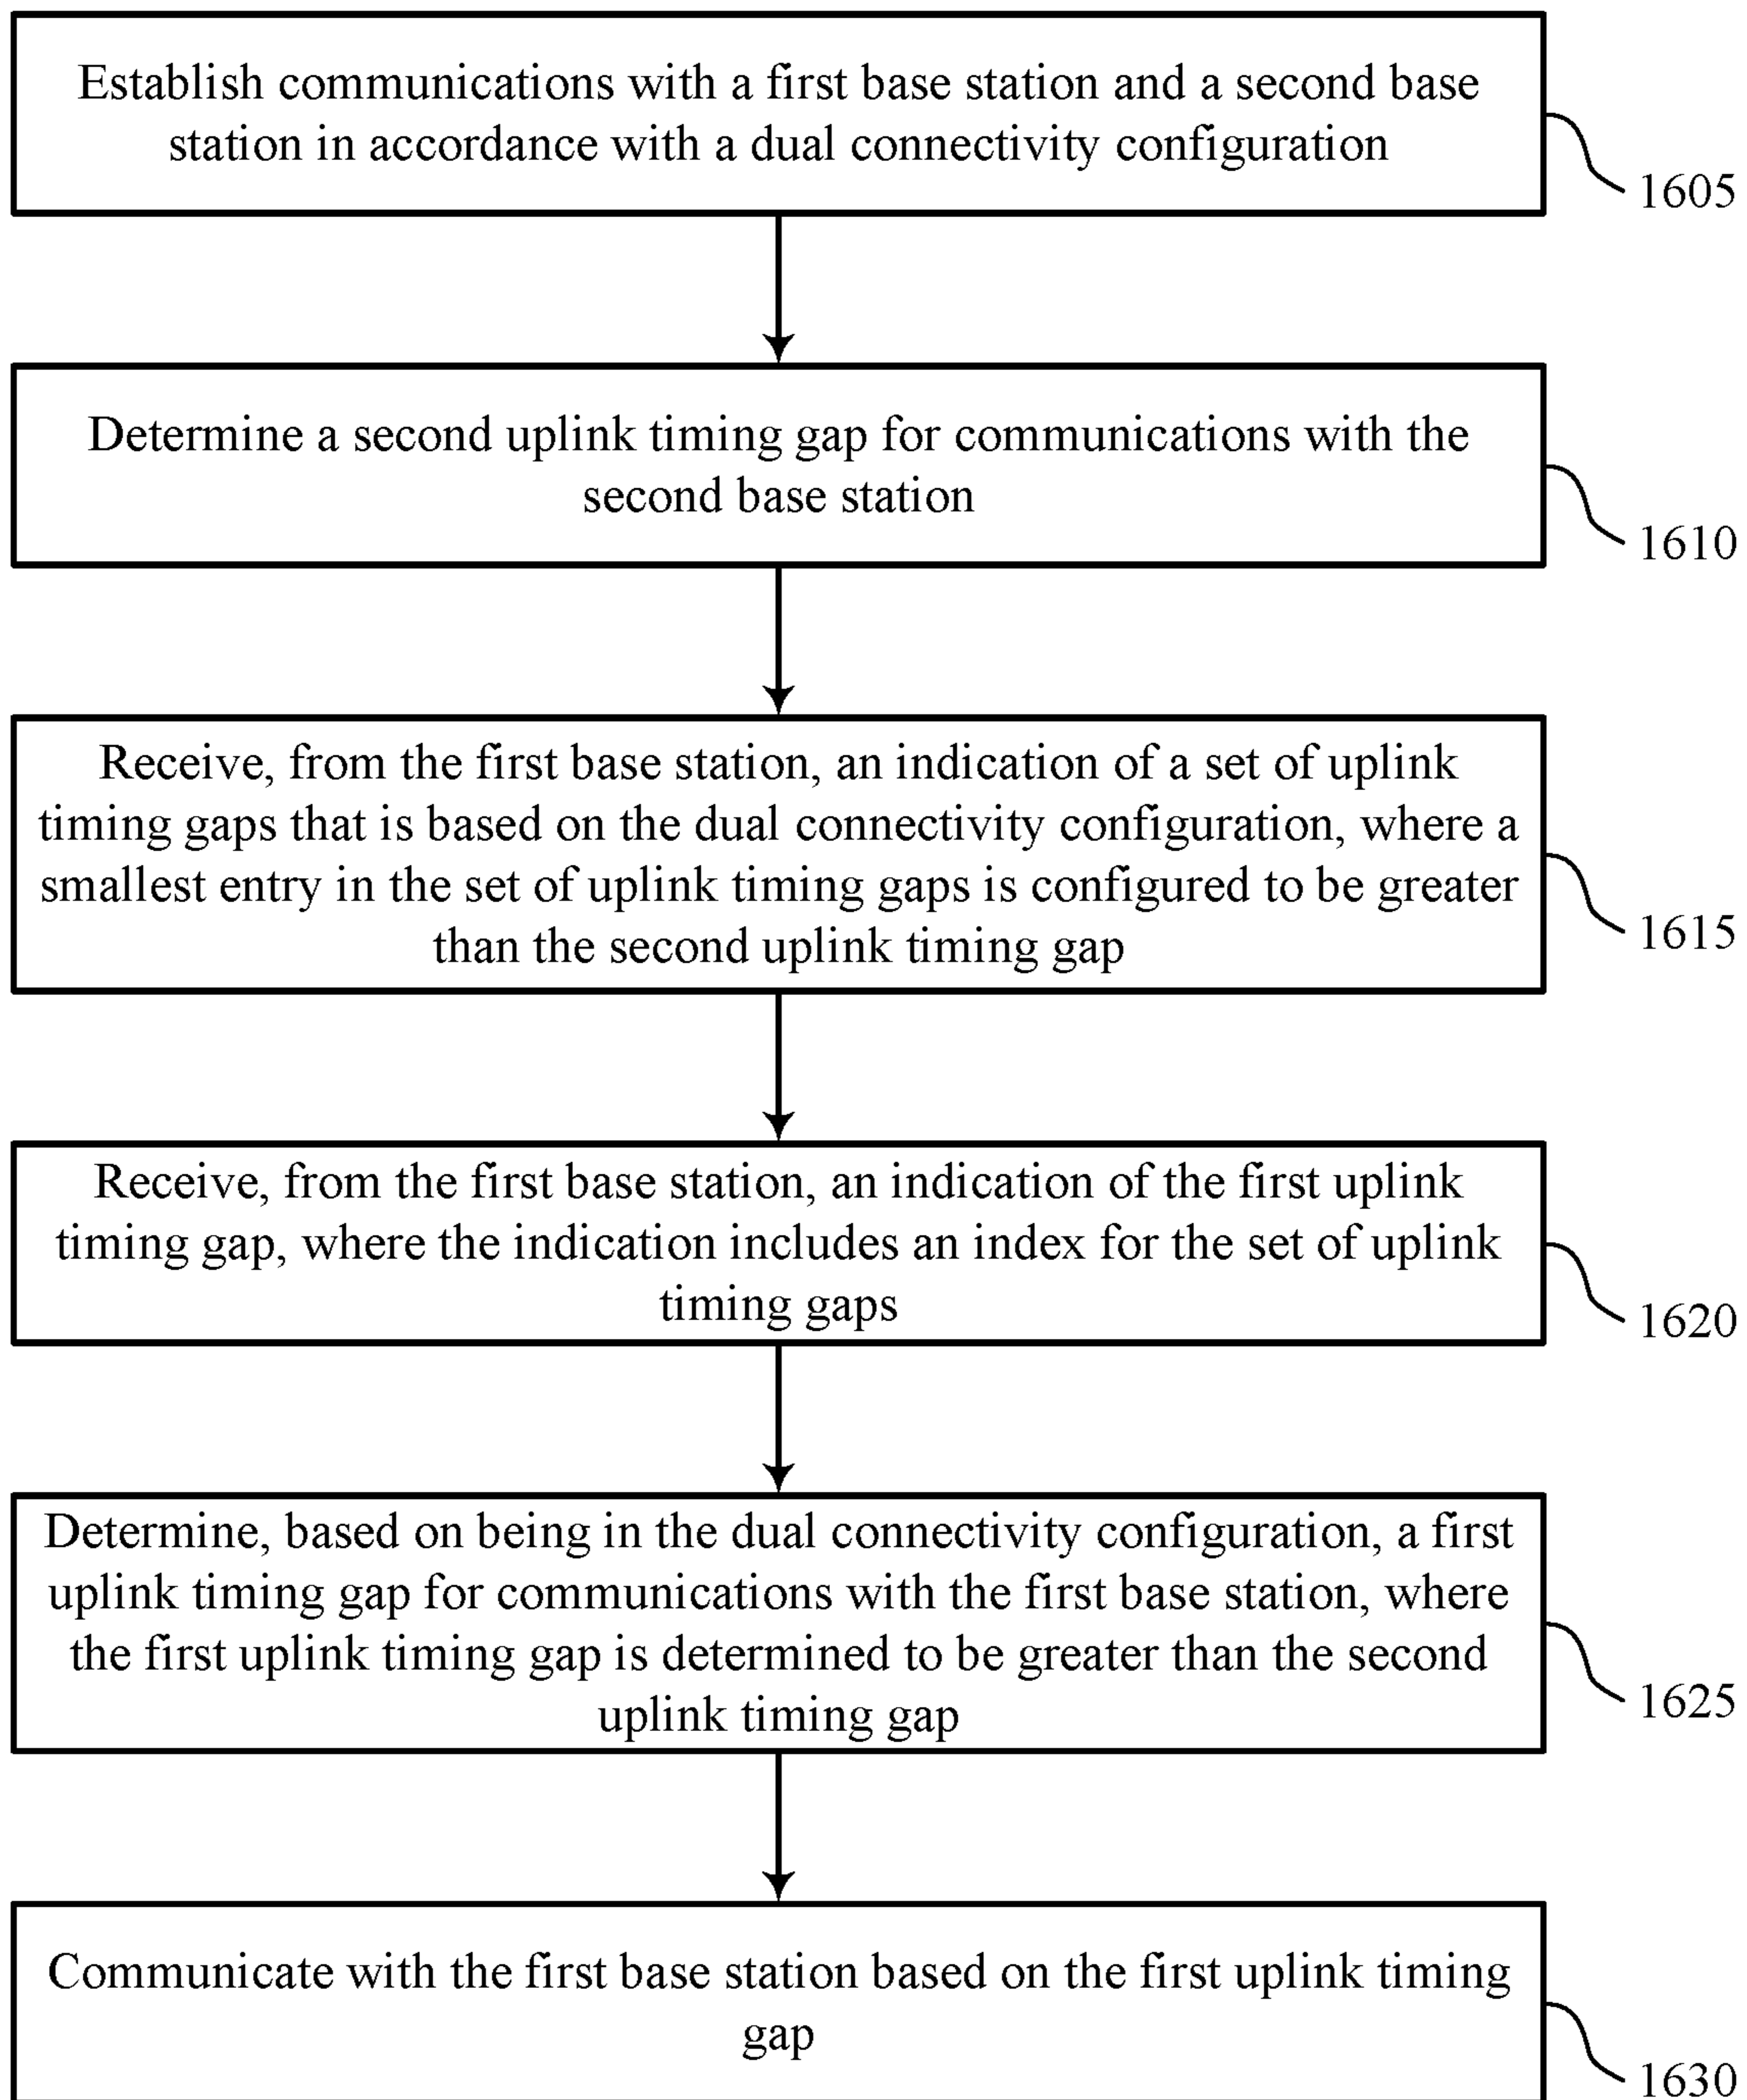 Establish communications with a first base station and a second base
station in accordance with a dual connectivity configuration
1605
Determine a second uplink timing gap for communications with the
second base station
1610
Receive, from the first base station, an indication of a set of uplink
timing gaps that is based on the dual connectivity configuration, where a
smallest entry in the set of uplink timing gaps is configured to be greater
than the second uplink timing gap
1615
Receive, from the first base station, an indication of the first uplink
timing gap, where the indication includes an index for the set of uplink
timing gaps
1620
Determine, based on being in the dual connectivity configuration, a first
uplink timing gap for communications with the first base station, where
the first uplink timing gap is determined to be greater than the second
uplink timing gap
1625
Communicate with the first base station based on the first uplink timing
gap
1630